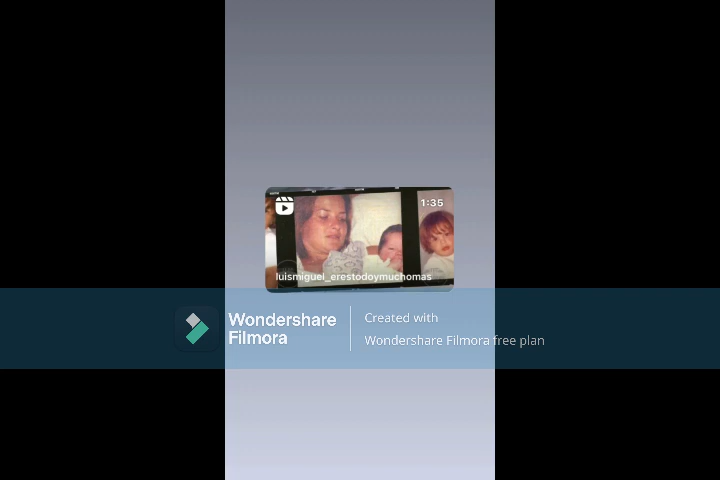 1:35
luismiguel_erestodoymuchomas
Wondershare
Filmora
Created with
Wondershare Filmora free plan